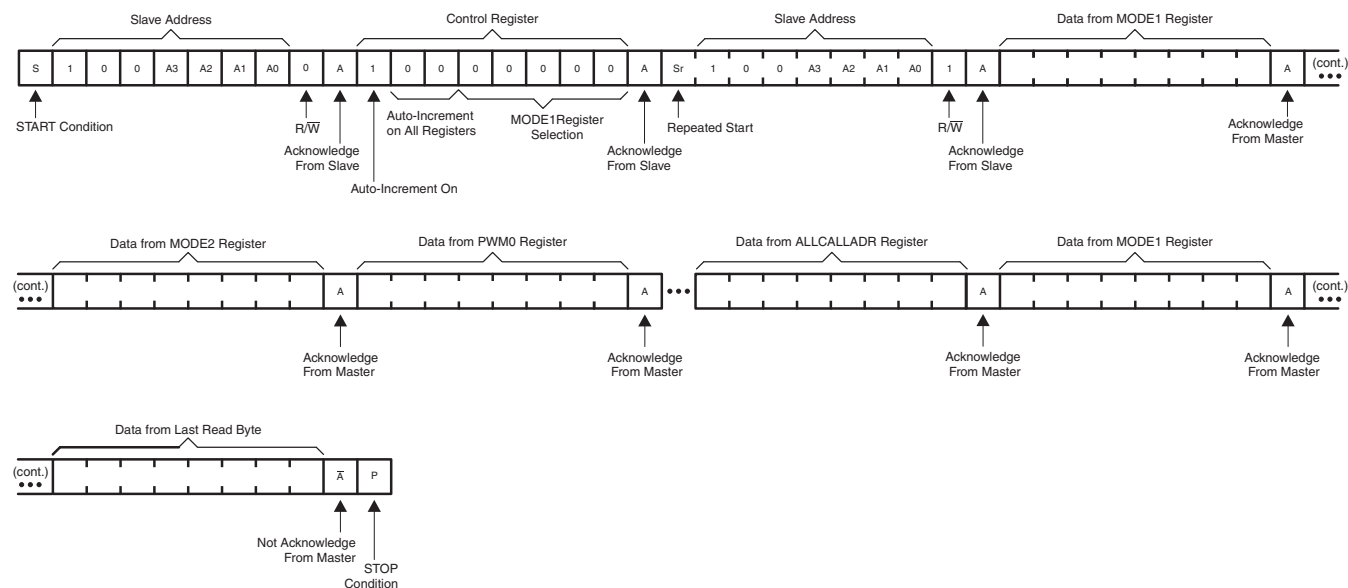 Slave Address Control Register Slave Address Data from MODE1 Register
S 1 0 0 A3 A2 A1 A0 0 A 1 0 0 0 0 0 0 0 A Sr 1 0 0 A3 A2 A1 A0 1 A A (cont.)
START Condition R/W̅ Auto-Increment on All Registers MODE1Register Selection Repeated Start R/W̅ Acknowledge From Master
Acknowledge From Slave Acknowledge From Slave Acknowledge From Slave
Auto-Increment On
Data from MODE2 Register Data from PWM0 Register Data from ALLCALLADR Register Data from MODE1 Register
(cont.) A A A A (cont.)
Acknowledge From Master Acknowledge From Master Acknowledge From Master Acknowledge From Master
Data from Last Read Byte
(cont.) A̅ P
Not Acknowledge From Master
STOP Condition